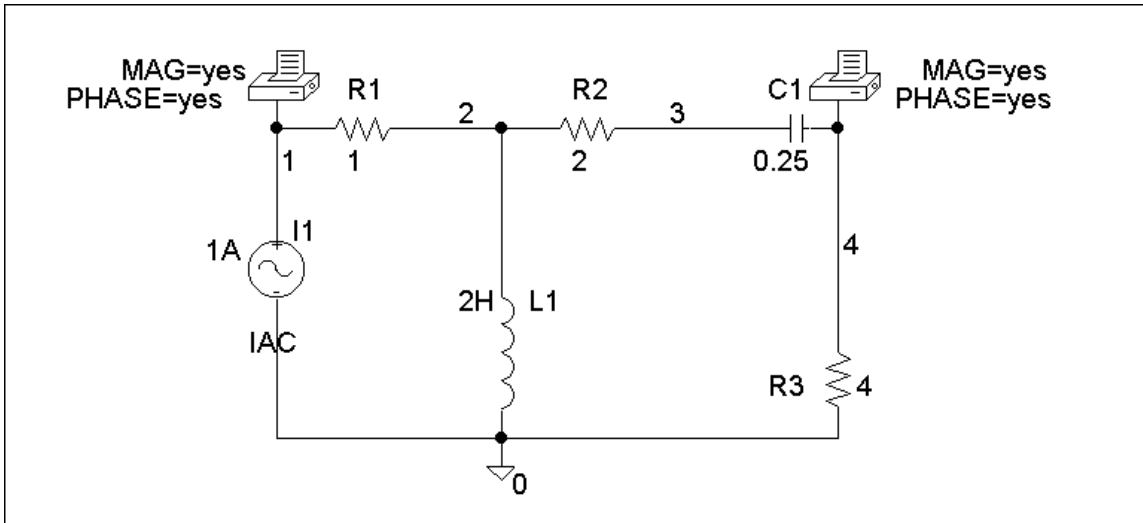 MAG=yes
PHASE=yes
MAG=yes
PHASE=yes
R1
R2
C1
2
3
1
1
2
0.25
I1
1A
4
2H
L1
IAC
R3
4
0
+
-